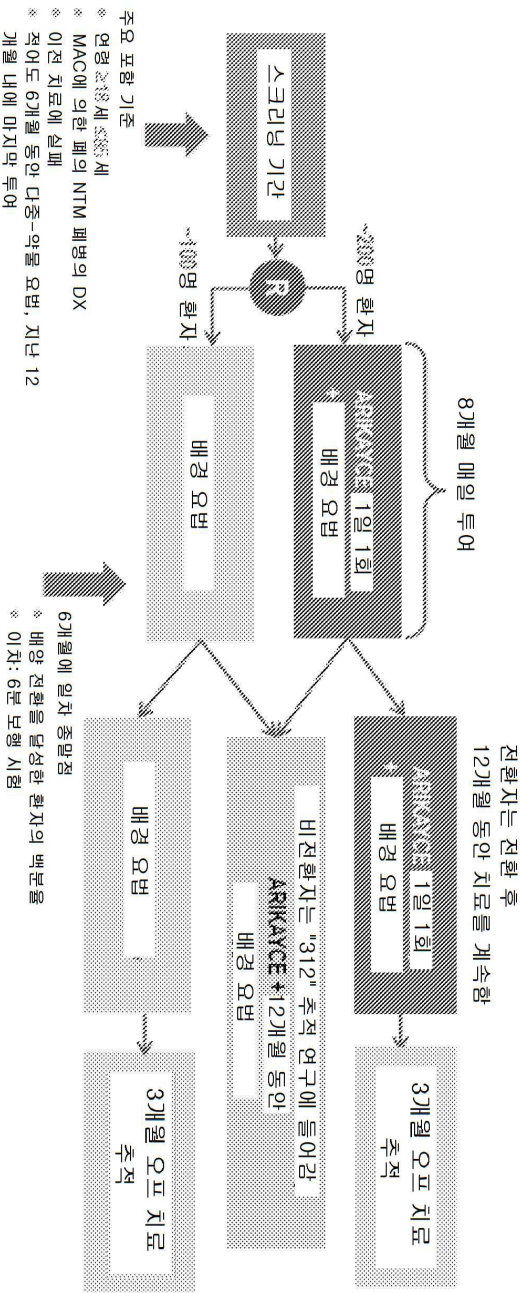 주요 포함 기준
◦ 연령 ≥18세
◦ MAC에 의한 폐의 NTM 폐병의 DX
◦ 이전 치료에 실패
◦ 적어도 6개월 동안 다중-약물 요법, 지난 12
개월 내에 마지막 투여
스크리닝 기간
R
~200명 환자
~100명 환자
8개월 매일 투여
ARIKAYCE 1일 1회
+
배경 요법
배경 요법
6개월에 일차 종말점
◦ 배양 전환을 달성한 환자의 백분율
◦ 이차: 6분 보행 시험
전환자는 전환 후
12개월 동안 치료를 계속함
ARIKAYCE 1일 1회
+
배경 요법
비전환자는 "312" 추적 연구에 들어감
ARIKAYCE +12개월 동안
배경 요법
배경 요법
3개월 오프 치료
추적
3개월 오프 치료
추적